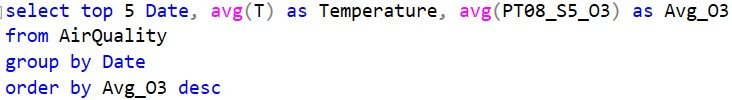 select top 5 Date, avg(T) as Temperature, avg(PT08_S5_O3) as Avg_O3
from AirQuality
group by Date
order by Avg_O3 desc